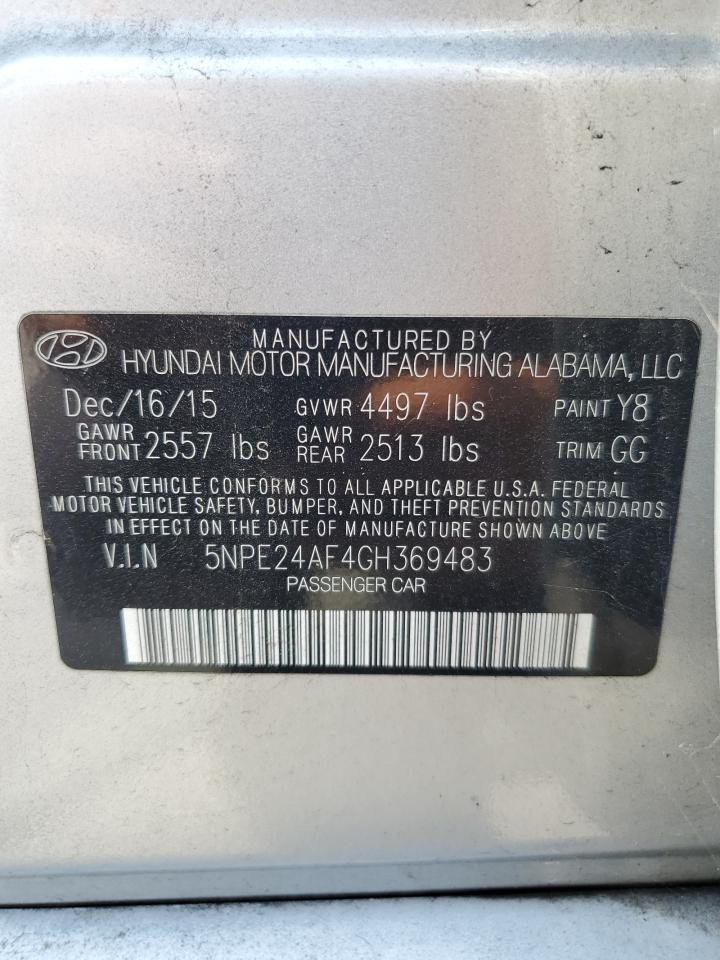 MANUFACTURED BY
HYUNDAI MOTOR MANUFACTURING ALABAMA, LLC
Dec/16/15 GVWR 4497 lbs PAINT Y8
GAWR FRONT 2557 lbs GAWR REAR 2513 lbs TRIM GG
THIS VEHICLE CONFORMS TO ALL APPLICABLE U.S.A. FEDERAL
MOTOR VEHICLE SAFETY, BUMPER, AND THEFT PREVENTION STANDARDS
IN EFFECT ON THE DATE OF MANUFACTURE SHOWN ABOVE
V.I.N 5NPE24AF4GH369483
PASSENGER CAR